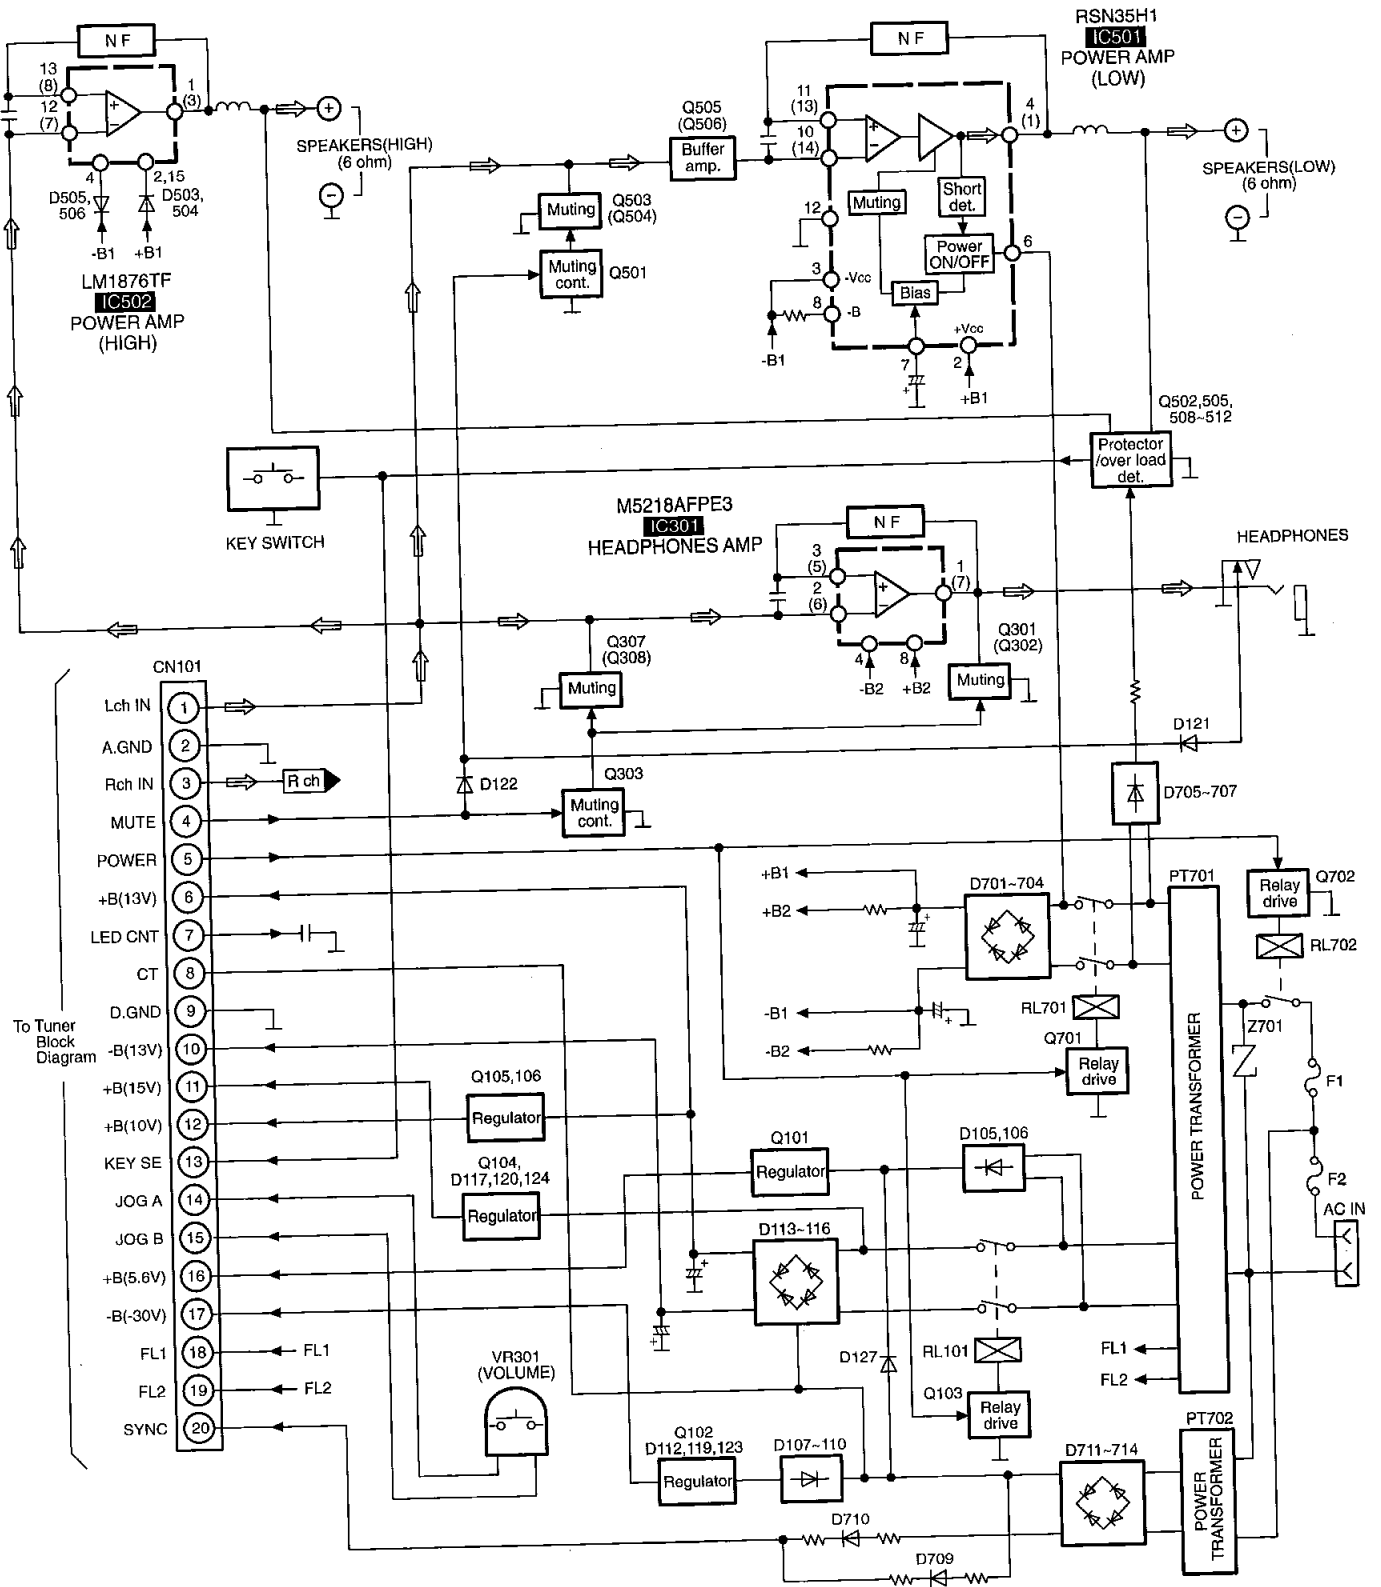 N F
13
(8)
12
(7)
1
(3)
+
−
4
2,15
D505,
506
D503,
504
-B1
+B1
LM1876TF
IC502
POWER AMP
(HIGH)
SPEAKERS(HIGH)
(6 ohm)
Q505
(Q506)
Buffer
amp.
Muting
Q503
(Q504)
Muting
cont.
Q501
RSN35H1
IC501
POWER AMP
(LOW)
N F
11
(13)
10
(14)
4
(1)
12
Muting
Short
det.
Power
ON/OFF
6
3
-Vcc
8
-B
Bias
-B1
7
+Vcc
2
+B1
SPEAKERS(LOW)
(6 ohm)
Q502,505,
508~512
Protector
/over load
det.
KEY SWITCH
M5218AFPE3
IC301
HEADPHONES AMP
N F
3
(5)
2
(6)
1
(7)
4
8
-B2
+B2
HEADPHONES
Q307
(Q308)
Muting
Q301
(Q302)
Muting
D121
D122
Q303
Muting
cont.
D705~707
CN101
Lch IN 1
A.GND 2
Rch IN 3
R ch
MUTE 4
POWER 5
+B(13V) 6
LED CNT 7
CT 8
D.GND 9
-B(13V) 10
+B(15V) 11
+B(10V) 12
KEY SE 13
JOG A 14
JOG B 15
+B(5.6V) 16
-B(-30V) 17
FL1 18 FL1
FL2 19 FL2
SYNC 20
To Tuner
Block
Diagram
+B1
+B2
D701~704
-B1
-B2
RL701
Q701
Relay
drive
PT701
POWER TRANSFORMER
Q702
Relay
drive
RL702
Z701
F1
F2
AC IN
Q105,106
Regulator
Q104,
D117,120,124
Regulator
Q101
Regulator
D105,106
D113~116
RL101
Q103
Relay
drive
FL1
FL2
D127
VR301
(VOLUME)
Q102
D112,119,123
Regulator
D107~110
D711~714
PT702
POWER
TRANSFORMER
D710
D709